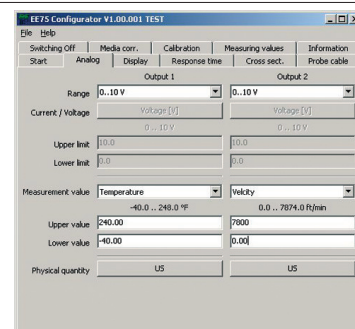 EE75 Configurator V1.00.001 TEST
File Help
Switching Off Media corr. Calibration Measuring values Information
Start Analog Display Response time Cross sect. Probe cable
Output 1 Output 2
Range 0..10 V 0..10 V
Current / Voltage Voltage [V] Voltage [V]
0 .. 10 V 0 .. 10 V
Upper limit 10.0 10.0
Lower limit 0.0 0.0
Measurement value Temperature Velcity
-40.0 .. 248.0 °F 0.0 .. 7874.0 ft/min
Upper value 240.00 7800
Lower value -40.00 0.00
Physical quantity US US